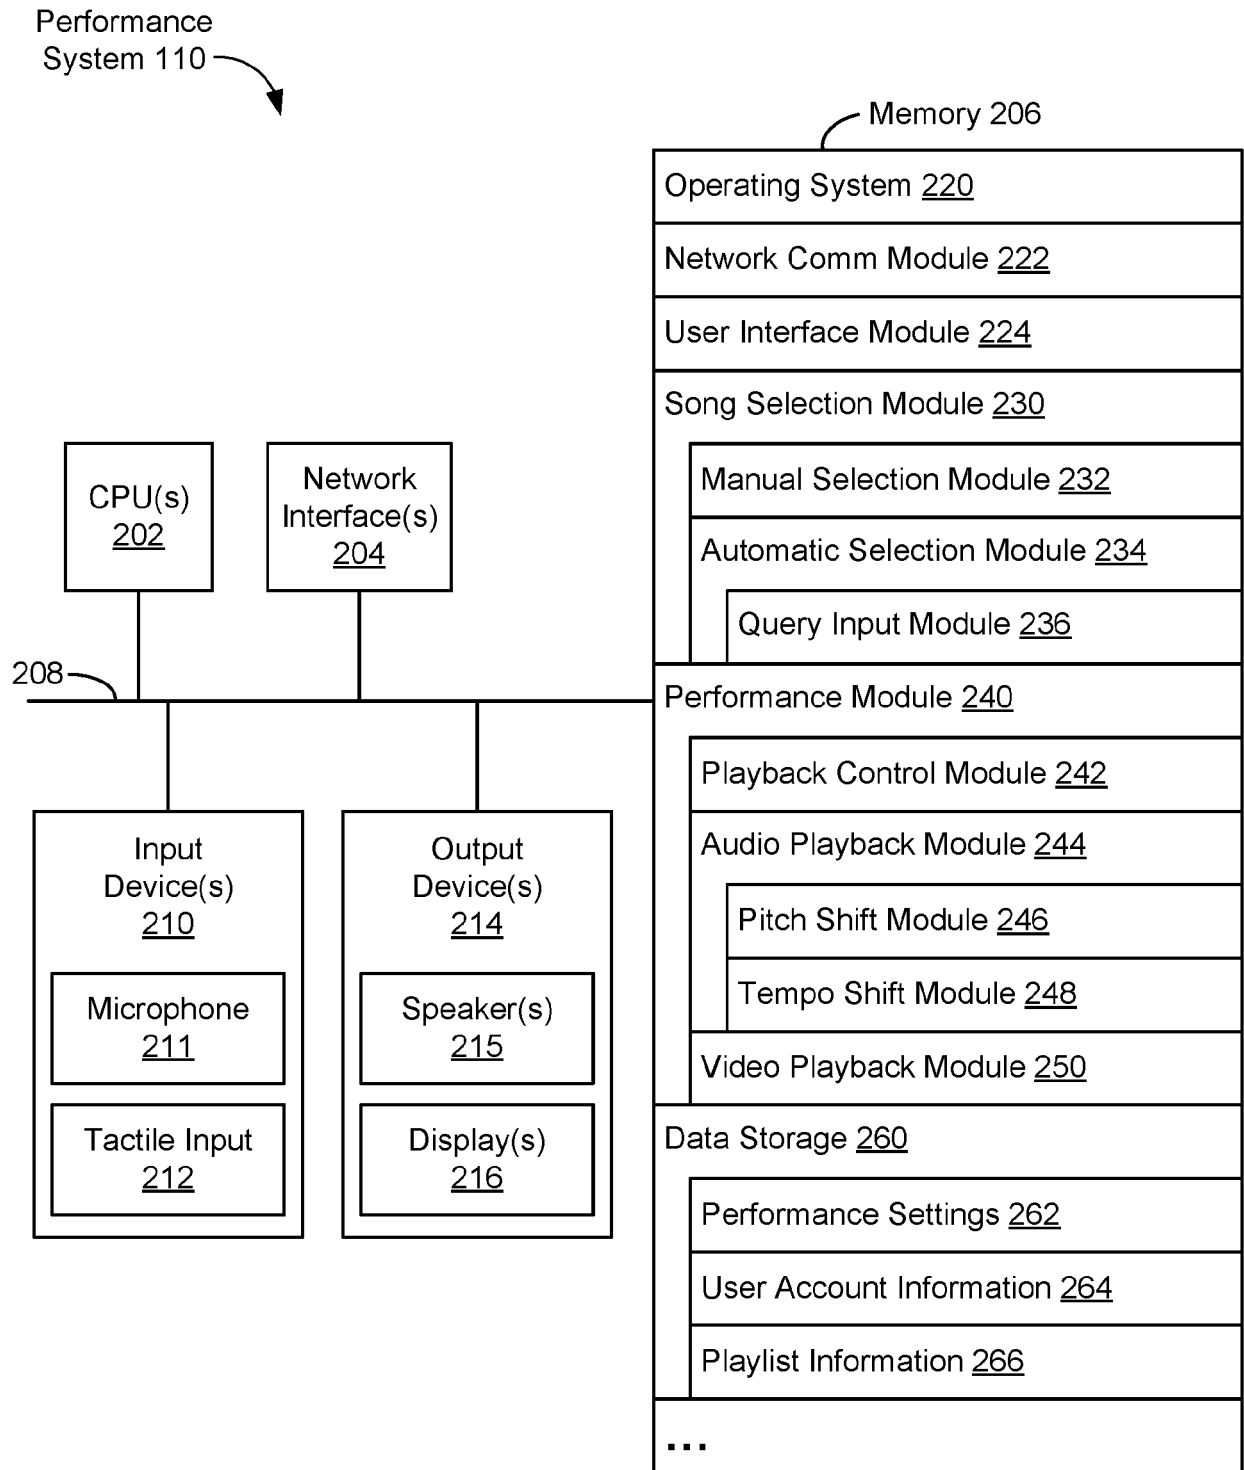 Performance
System 110
Memory 206
Operating System 220
Network Comm Module 222
User Interface Module 224
Song Selection Module 230
Manual Selection Module 232
Automatic Selection Module 234
Query Input Module 236
Performance Module 240
Playback Control Module 242
Audio Playback Module 244
Pitch Shift Module 246
Tempo Shift Module 248
Video Playback Module 250
Data Storage 260
Performance Settings 262
User Account Information 264
Playlist Information 266
...
CPU(s)
202
Network
Interface(s)
204
208
Input
Device(s)
210
Microphone
211
Tactile Input
212
Output
Device(s)
214
Speaker(s)
215
Display(s)
216